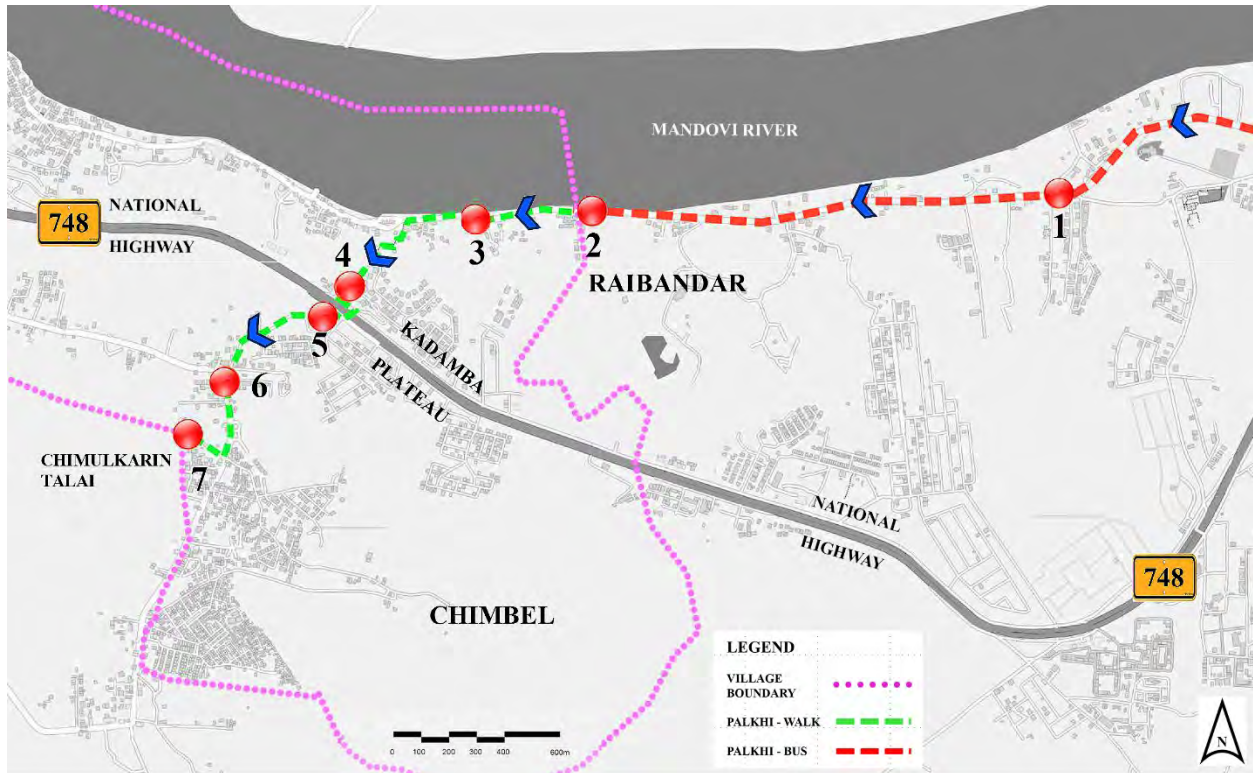 MANDOVI RIVER
748
NATIONAL
HIGHWAY
1
2
3
4
5
6
7
RAIBANDAR
KADAMBA
PLATEAU
CHIMULKARIN
TALAI
NATIONAL
HIGHWAY
748
CHIMBEL
LEGEND
VILLAGE
BOUNDARY
PALKHI - WALK
PALKHI - BUS
0 100 200 300 400 600m
N